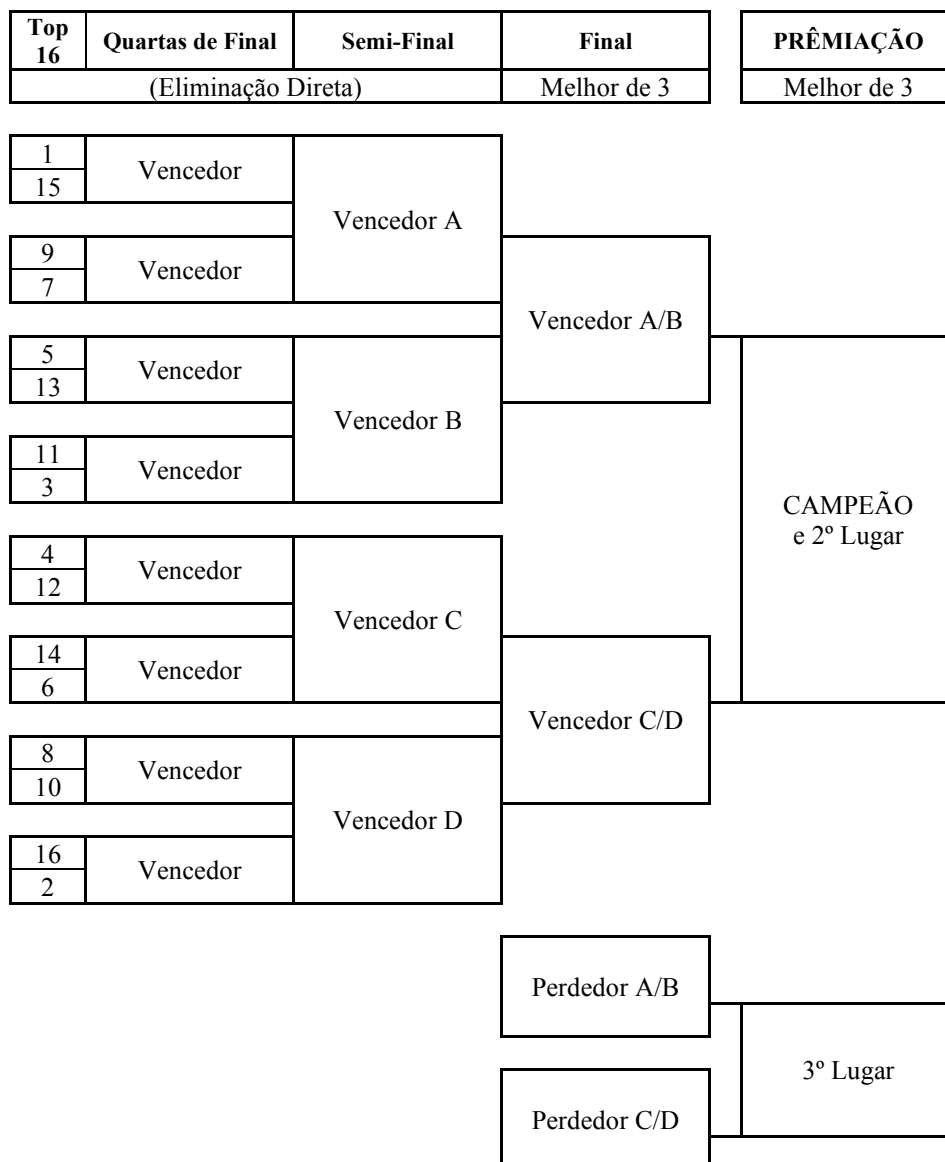 Top 16 Quartas de Final Semi-Final Final PRÊMIAÇÃO
(Eliminação Direta) Melhor de 3 Melhor de 3
1
Vencedor
15
Vencedor A
9
Vencedor
7
Vencedor A/B
5
Vencedor
13
Vencedor B
11
Vencedor
3
CAMPEÃO
e 2º Lugar
4
Vencedor
12
Vencedor C
14
Vencedor
6
Vencedor C/D
8
Vencedor
10
Vencedor D
16
Vencedor
2
Perdedor A/B
3º Lugar
Perdedor C/D